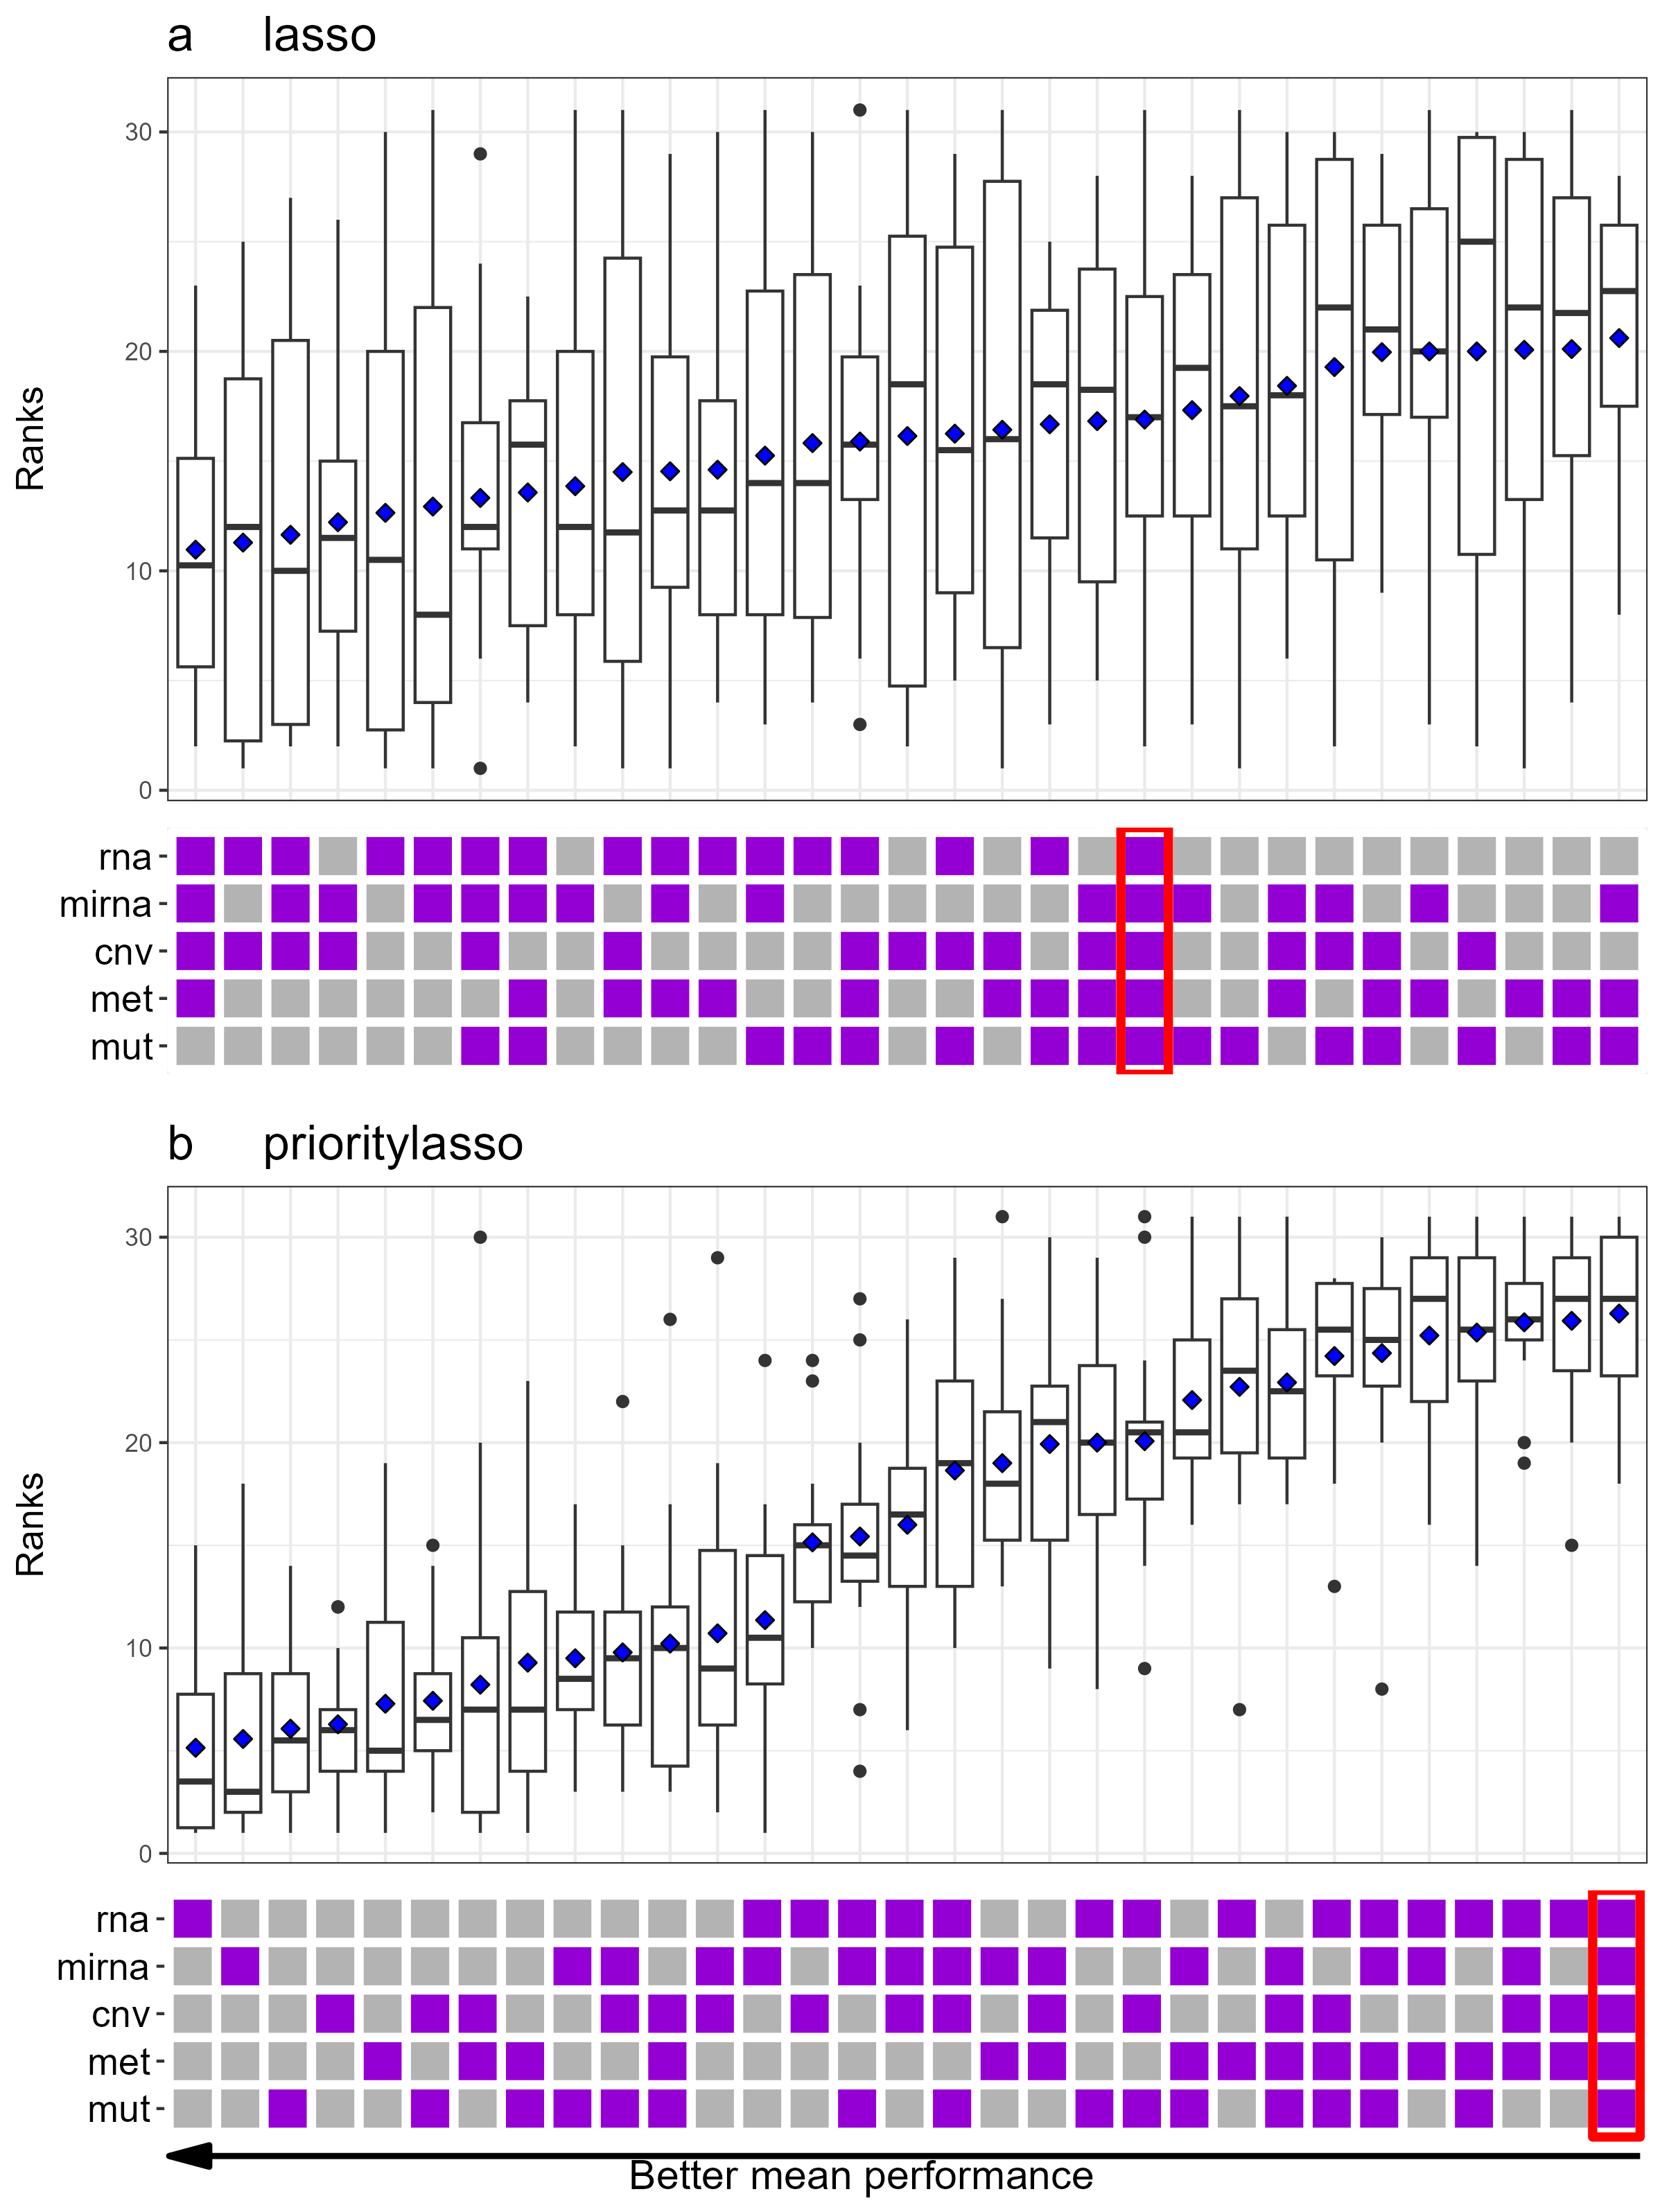 a lasso
30
20
10
0
Ranks
rna
mirna
cnv
met
mut
b prioritylasso
30
20
10
0
Ranks
rna
mirna
cnv
met
mut
Better mean performance